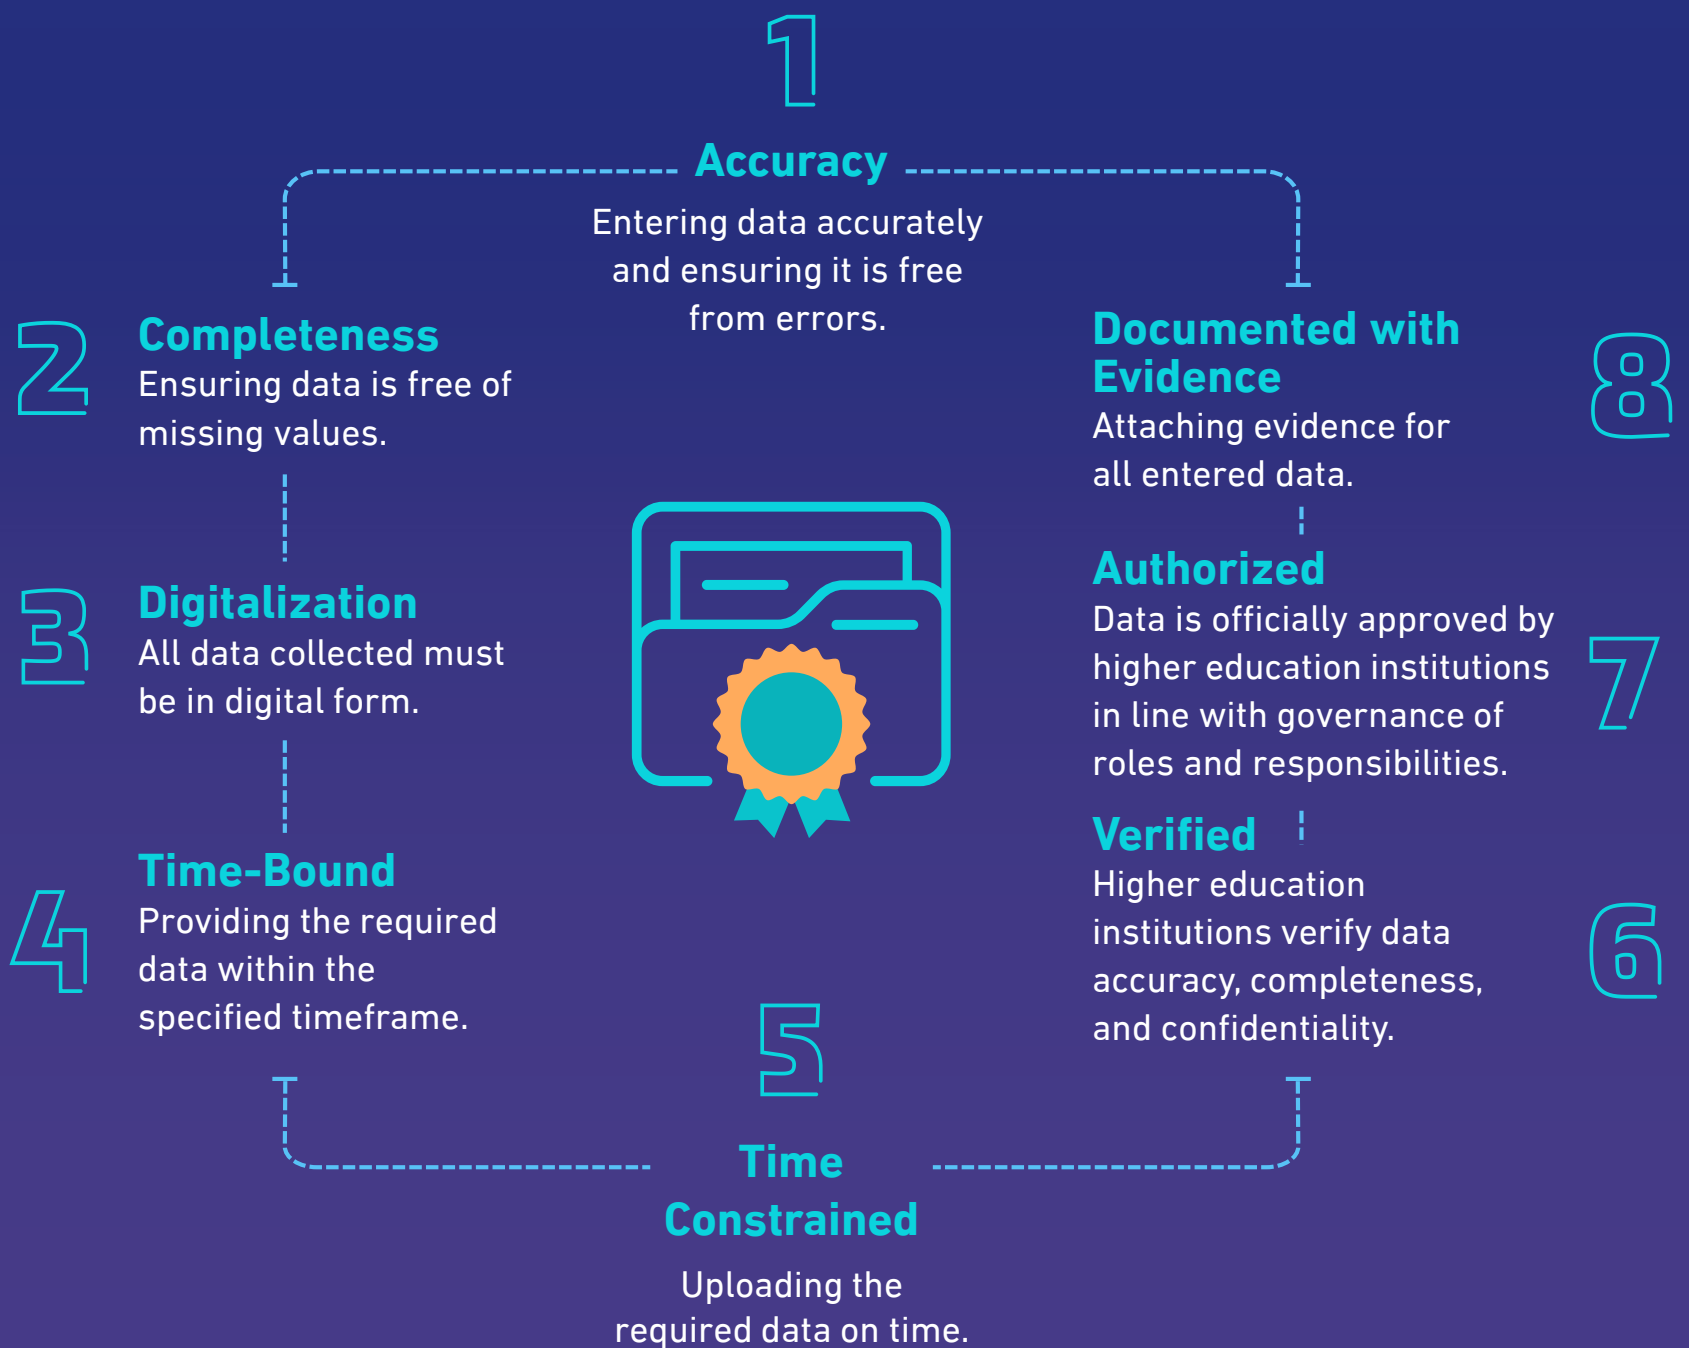 1
Accuracy
Entering data accurately
and ensuring it is free
from errors.
2
Completeness
Ensuring data is free of
missing values.
3
Digitalization
All data collected must
be in digital form.
4
Time-Bound
Providing the required
data within the
specified timeframe.
5
Time
Constrained
Uploading the
required data on time.
6
Verified
Higher education
institutions verify data
accuracy, completeness,
and confidentiality.
7
Authorized
Data is officially approved by
higher education institutions
in line with governance of
roles and responsibilities.
8
Documented with
Evidence
Attaching evidence for
all entered data.